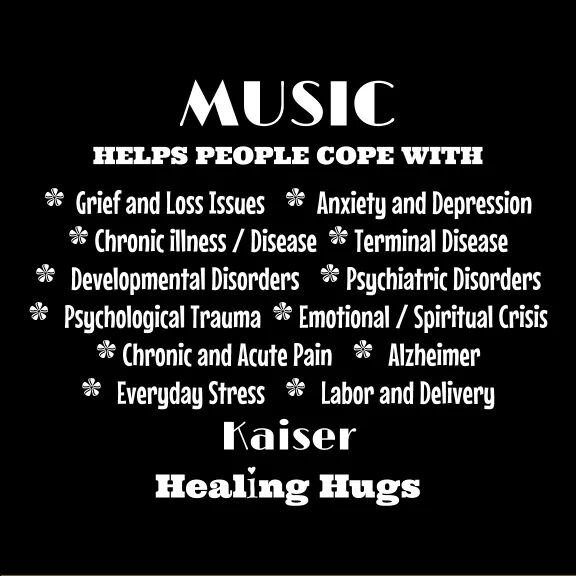 MUSIC
HELPS PEOPLE COPE WITH
* Grief and Loss Issues * Anxiety and Depression
* Chronic illness / Disease * Terminal Disease
* Developmental Disorders * Psychiatric Disorders
* Psychological Trauma * Emotional / Spiritual Crisis
* Chronic and Acute Pain * Alzheimer
* Everyday Stress * Labor and Delivery
Kaiser
Healing Hugs